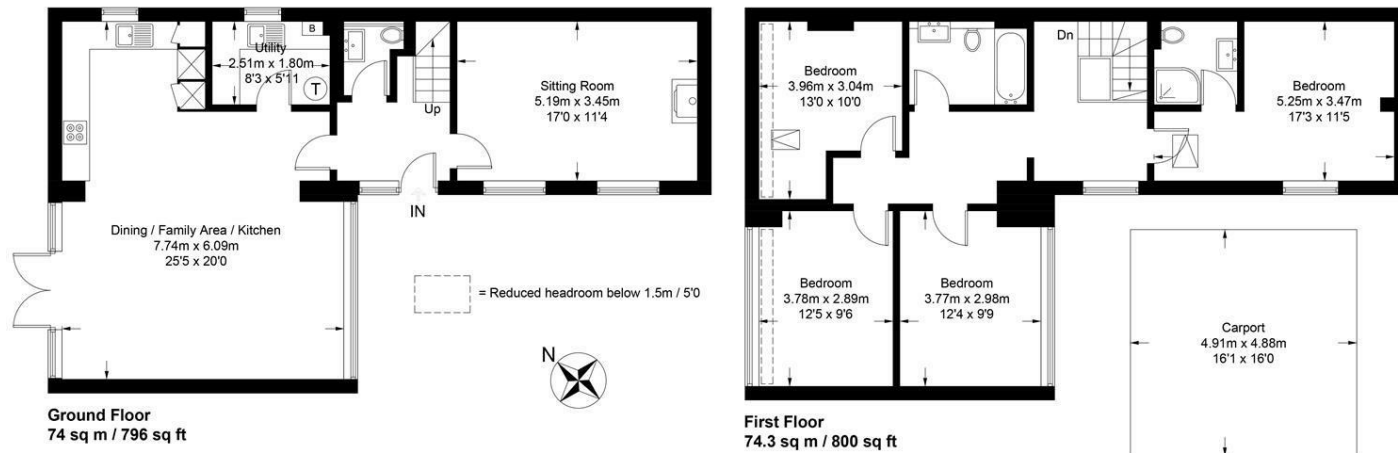 Utility
2.51m x 1.80m
8'3 x 5'11
B
T
Up
Sitting Room
5.19m x 3.45m
17'0 x 11'4
IN
Dining / Family Area / Kitchen
7.74m x 6.09m
25'5 x 20'0
= Reduced headroom below 1.5m / 5'0
N
Ground Floor
74 sq m / 796 sq ft
Bedroom
3.96m x 3.04m
13'0 x 10'0
Dn
Bedroom
5.25m x 3.47m
17'3 x 11'5
Bedroom
3.78m x 2.89m
12'5 x 9'6
Bedroom
3.77m x 2.98m
12'4 x 9'9
Carport
4.91m x 4.88m
16'1 x 16'0
First Floor
74.3 sq m / 800 sq ft